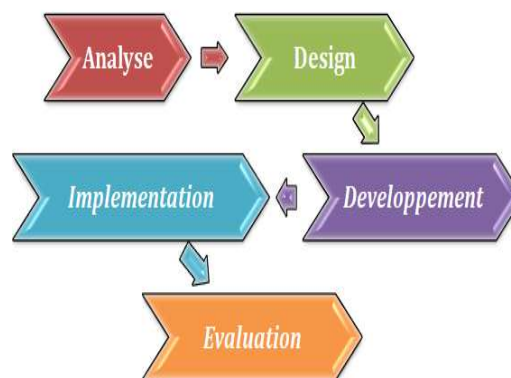 Analyse
Design
Developpement
Implementation
Evaluation